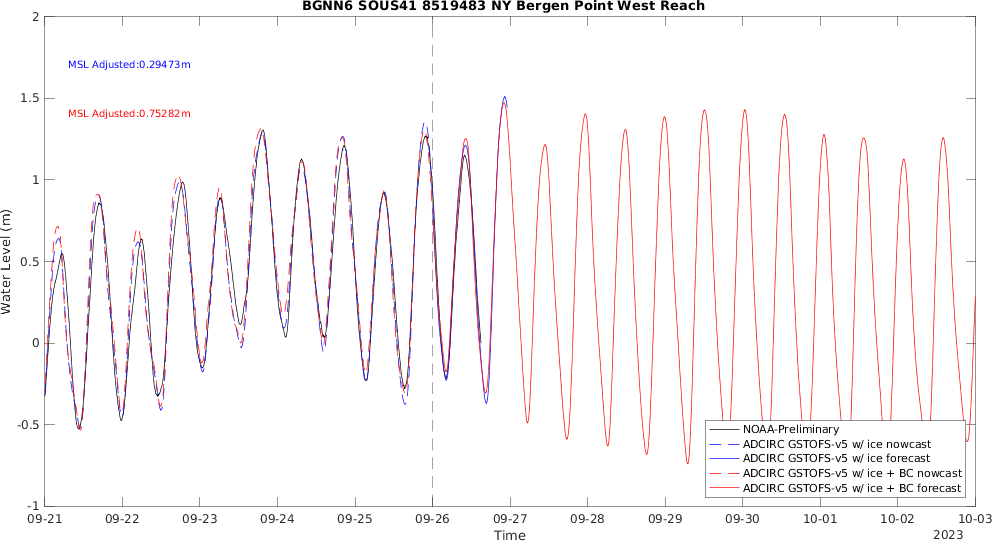 BGNN6 SOUS41 8519483 NY Bergen Point West Reach
2
MSL Adjusted:0.29473m
1.5
MSL Adjusted:0.75282m
1
Water Level (m)
0.5
0
-0.5
-1
NOAA-Preliminary
ADCIRC GSTOFS-v5 w/ ice nowcast
ADCIRC GSTOFS-v5 w/ ice forecast
ADCIRC GSTOFS-v5 w/ ice + BC nowcast
ADCIRC GSTOFS-v5 w/ ice + BC forecast
09-21 09-22 09-23 09-24 09-25 09-26 09-27 09-28 09-29 09-30 10-01 10-02 10-03
Time
2023